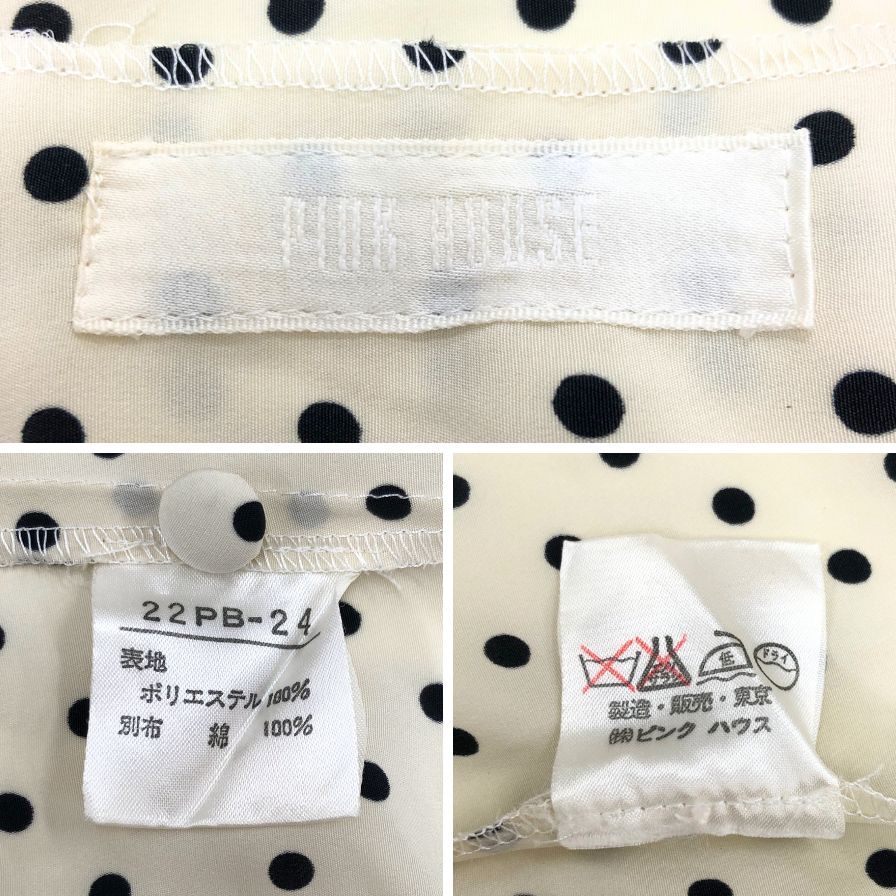 PINK HOUSE
22PB-24
表地
ポリエステル 100%
別布 綿 100%
低 ドライ
製造・販売・東京
㈱ピンク ハウス